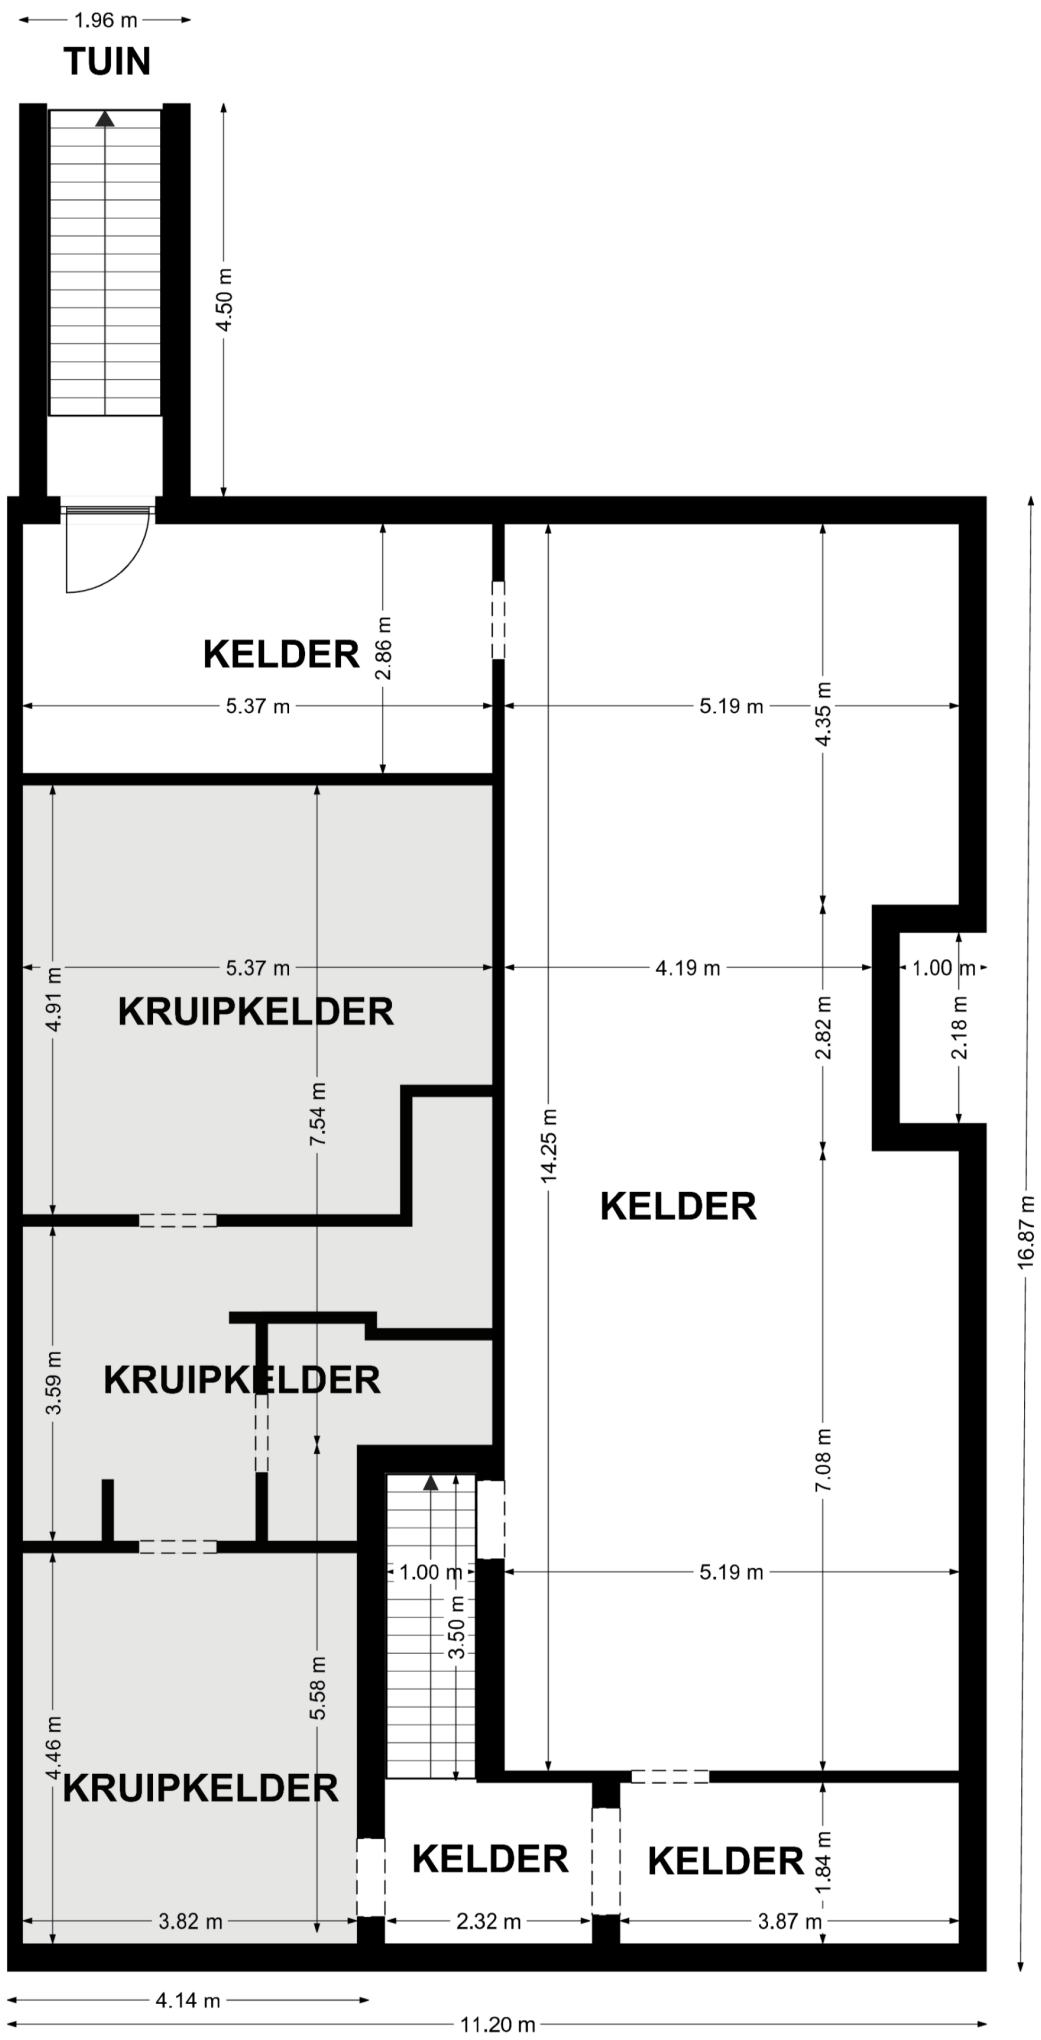 1.96 m
TUIN
4.50 m
KELDER
2.86 m
5.37 m
5.19 m
4.35 m
5.37 m
4.91 m
KRUIPKELDER
4.19 m
1.00 m
2.82 m
2.18 m
7.54 m
14.25 m
KELDER
16.87 m
KRUIPKELDER
3.59 m
7.08 m
1.00 m
3.50 m
5.19 m
5.58 m
4.46 m
KRUIPKELDER
KELDER
KELDER
1.84 m
3.82 m
2.32 m
3.87 m
4.14 m
11.20 m